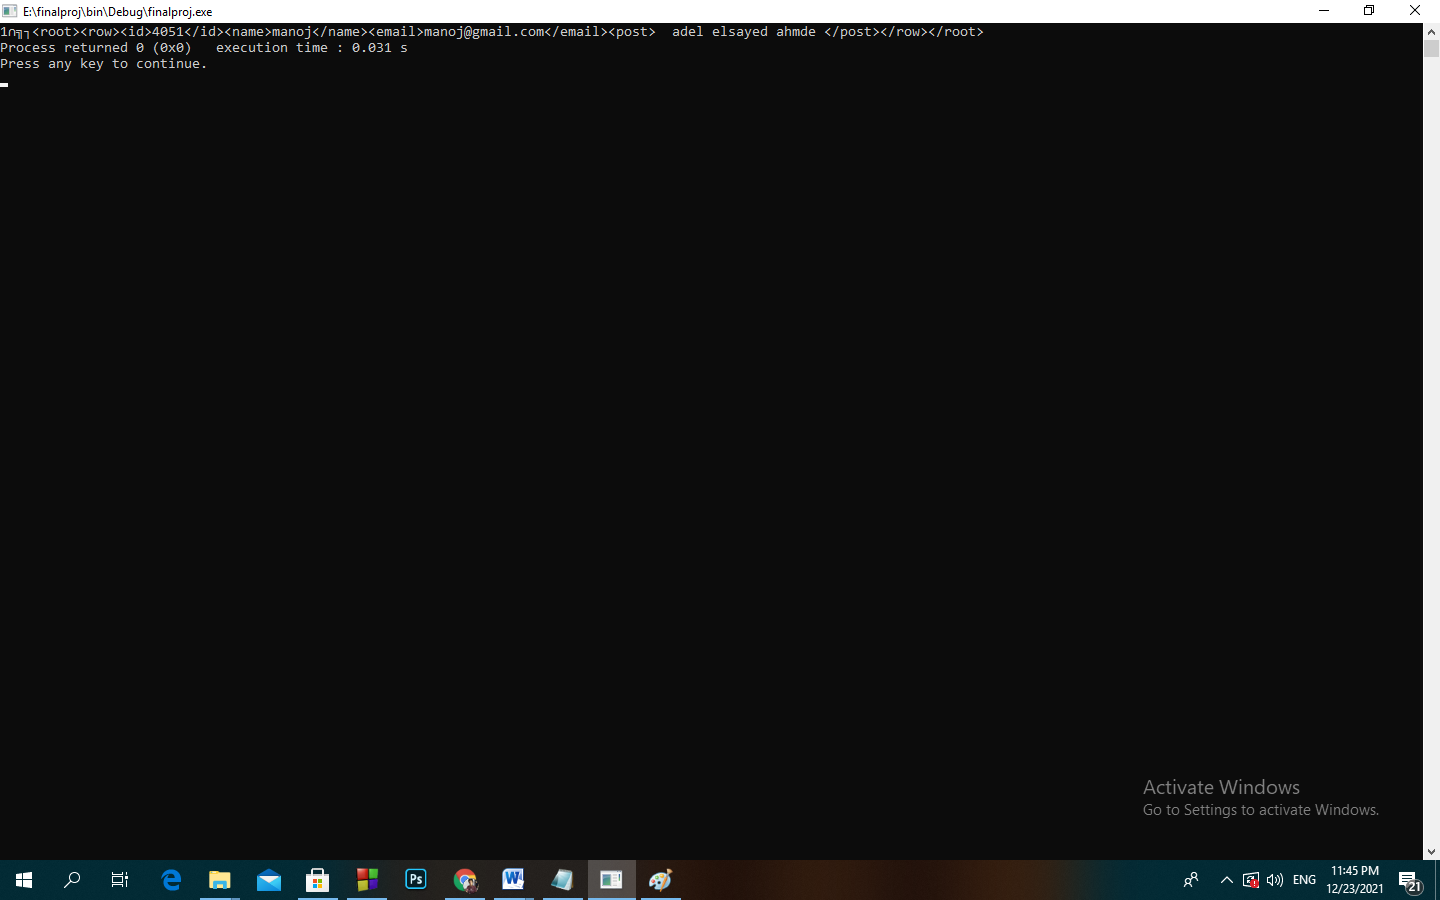 E:\finalproj\bin\Debug\finalproj.exe
1∩╗┐<root><row><id>4051</id><name>manoj</name><email>manoj@gmail.com</email><post>  adel elsayed ahmde </post></row></root>
Process returned 0 (0x0)   execution time : 0.031 s
Press any key to continue.
Activate Windows
Go to Settings to activate Windows.
Ps
W
ENG
11:45 PM
12/23/2021
21